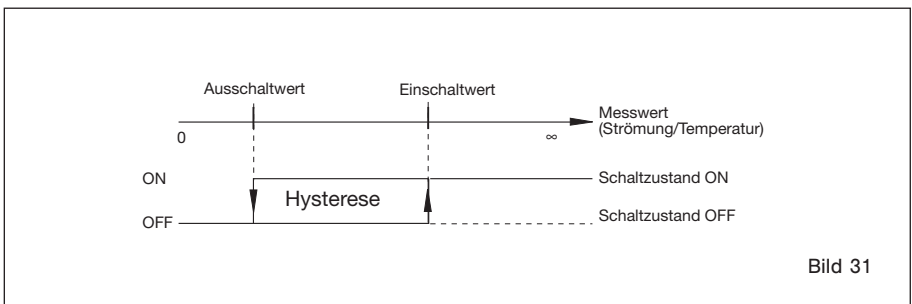 Ausschaltwert
Einschaltwert
Messwert
(Strömung/Temperatur)
0
∞
ON
Schaltzustand ON
Hysterese
OFF
Schaltzustand OFF
Bild 31